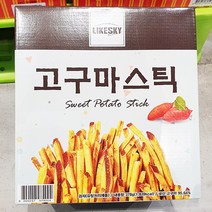 LIKESKY
고구마스틱
Sweet Potato Stick